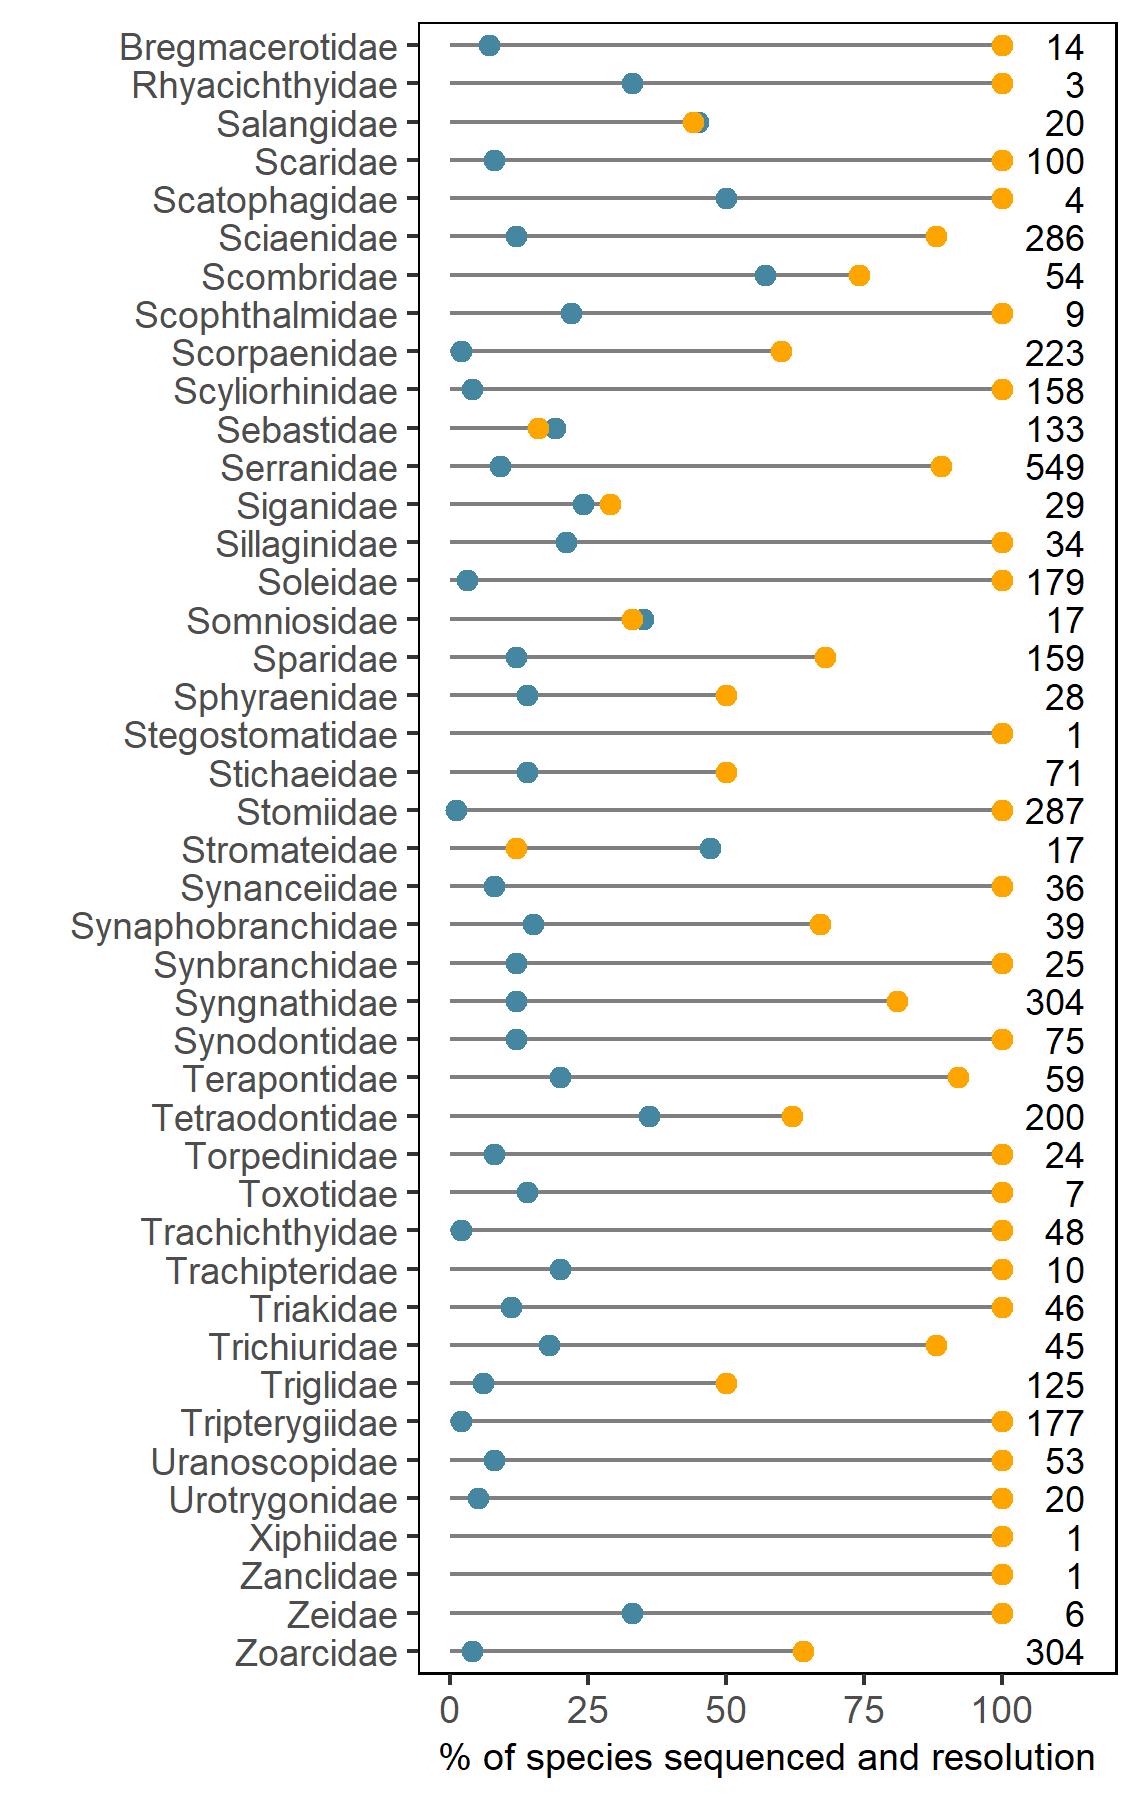 Bregmacerotidae 14
Rhyacichthyidae 3
Salangidae 20
Scaridae 100
Scatophagidae 4
Sciaenidae 286
Scombridae 54
Scophthalmidae 9
Scorpaenidae 223
Scyliorhinidae 158
Sebastidae 133
Serranidae 549
Siganidae 29
Sillaginidae 34
Soleidae 179
Somniosidae 17
Sparidae 159
Sphyraenidae 28
Stegostomatidae 1
Stichaeidae 71
Stomiidae 287
Stromateidae 17
Synanceiidae 36
Synaphobranchidae 39
Synbranchidae 25
Syngnathidae 304
Synodontidae 75
Terapontidae 59
Tetraodontidae 200
Torpedinidae 24
Toxotidae 7
Trachichthyidae 48
Trachipteridae 10
Triakidae 46
Trichiuridae 45
Triglidae 125
Tripterygiidae 177
Uranoscopidae 53
Urotrygonidae 20
Xiphiidae 1
Zanclidae 1
Zeidae 6
Zoarcidae 304
0 25 50 75 100
% of species sequenced and resolution